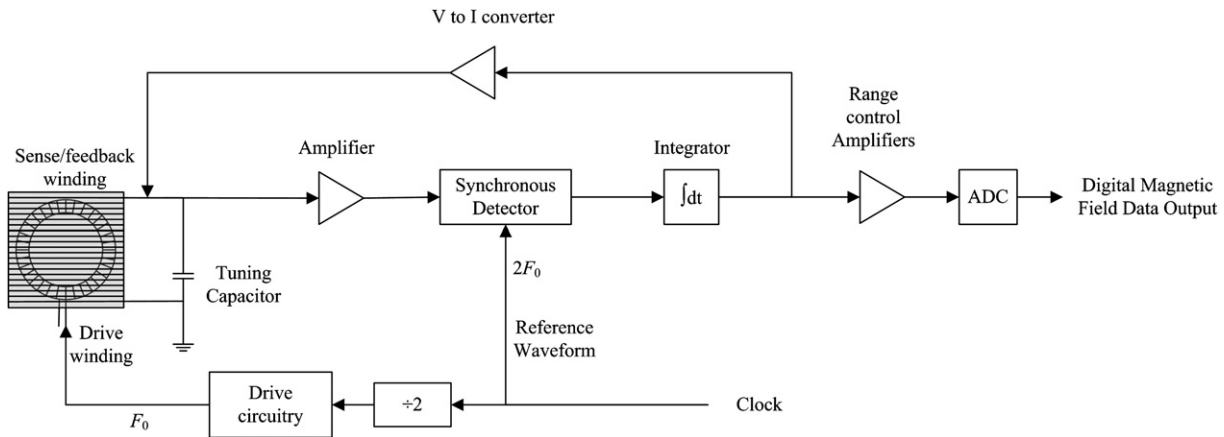 V to I converter
Range
control
Amplifiers
Sense/feedback
winding
Amplifier
Synchronous
Detector
Integrator
∫dt
ADC
Digital Magnetic
Field Data Output
Tuning
Capacitor
2F₀
Drive
winding
Reference
Waveform
F₀
Drive
circuitry
÷2
Clock